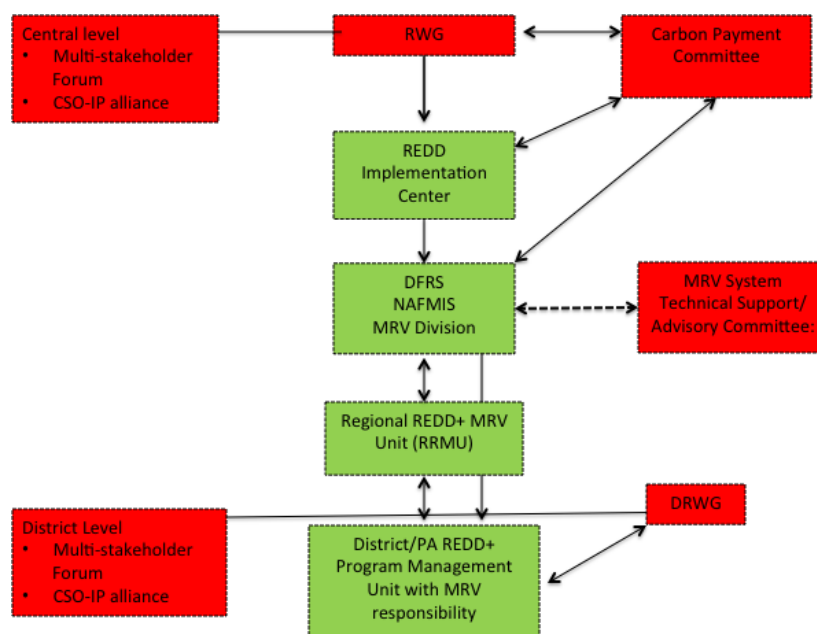 Central level
• Multi-stakeholder
Forum
• CSO-IP alliance
RWG
Carbon Payment
Committee
REDD
Implementation
Center
DFRS
NAFMIS
MRV Division
MRV System
Technical Support/
Advisory Committee:
Regional REDD+ MRV
Unit (RRMU)
DRWG
District Level
• Multi-stakeholder
Forum
• CSO-IP alliance
District/PA REDD+
Program Management
Unit with MRV
responsibility